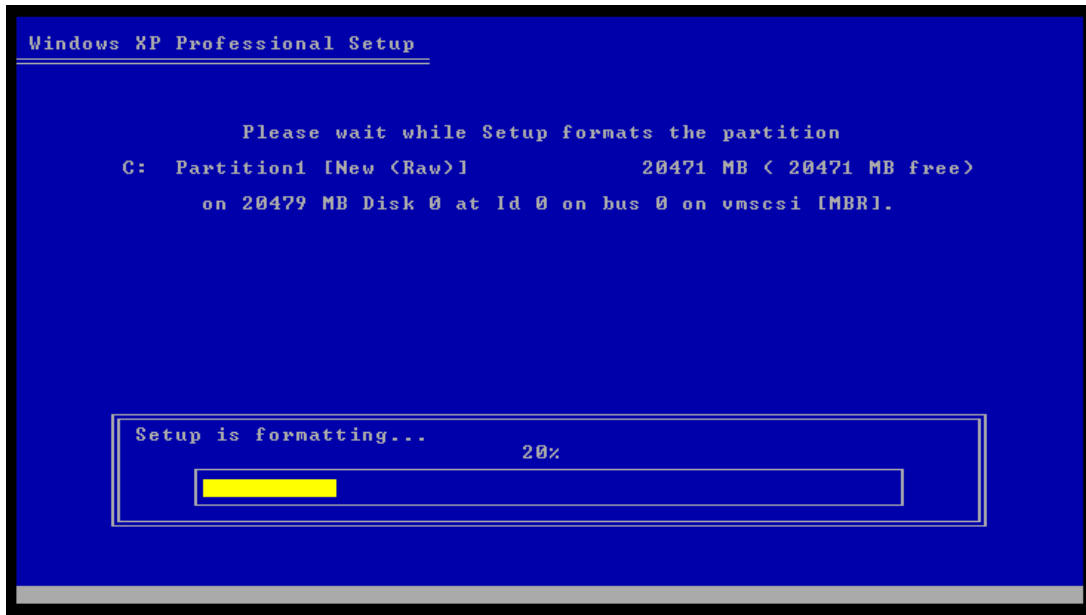 Windows XP Professional Setup
Please wait while Setup formats the partition
C: Partition1 [New (Raw)] 20471 MB ( 20471 MB free)
on 20479 MB Disk 0 at Id 0 on bus 0 on vmscsi [MBR].
Setup is formatting...
20%